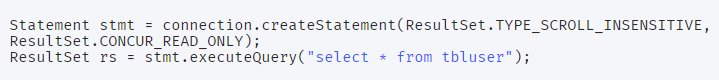 Statement stmt = connection.createStatement(ResultSet.TYPE_SCROLL_INSENSITIVE,
ResultSet.CONCUR_READ_ONLY);
ResultSet rs = stmt.executeQuery("select * from tbluser");